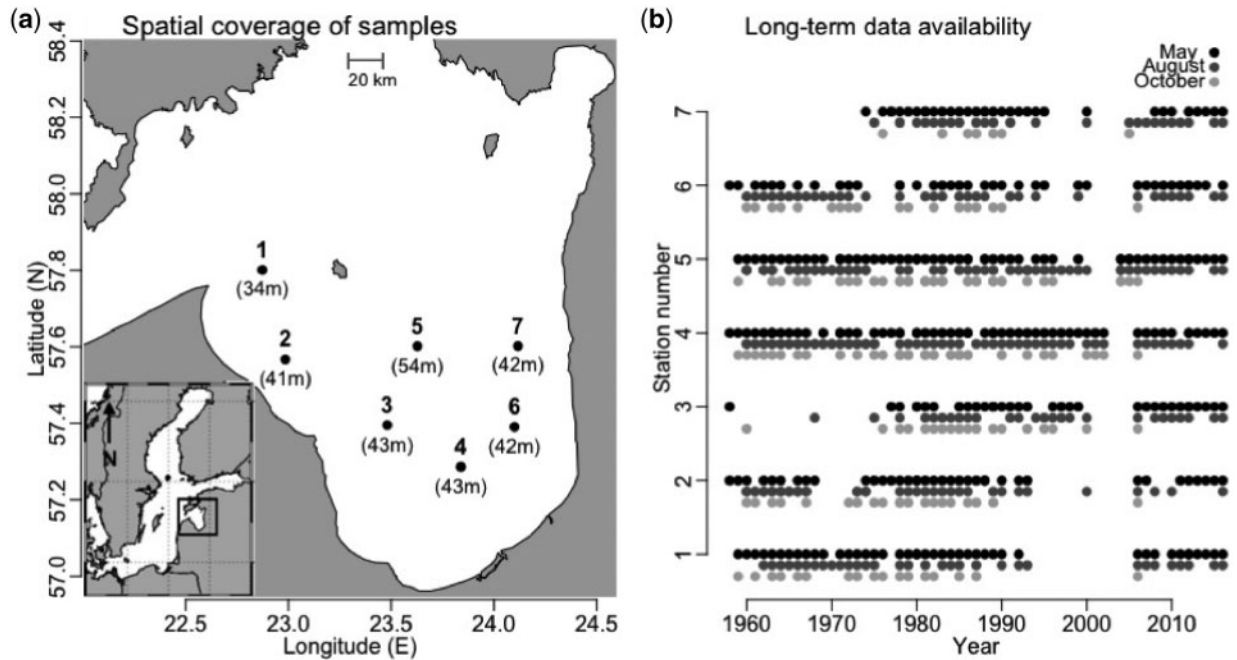 (a) Spatial coverage of samples
58.4
58.2
58.0
57.8
57.6
57.4
57.2
57.0
Latitude (N)
20 km
1
(34m)
2
(41m)
5
(54m)
7
(42m)
3
(43m)
6
(42m)
4
(43m)
N
22.5 23.0 23.5 24.0 24.5
Longitude (E)
(b) Long-term data availability
May
August
October
7
6
5
4
3
2
1
Station number
1960 1970 1980 1990 2000 2010
Year